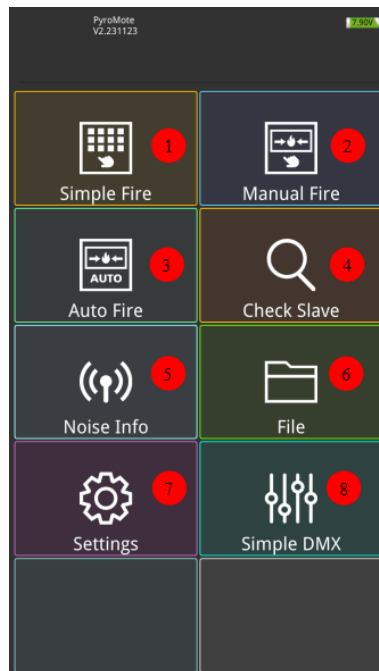 PyroMote
V2.231123
7.90V
1
2
Simple Fire
Manual Fire
3
4
AUTO
Auto Fire
Check Slave
5
6
Noise Info
File
7
8
Settings
Simple DMX